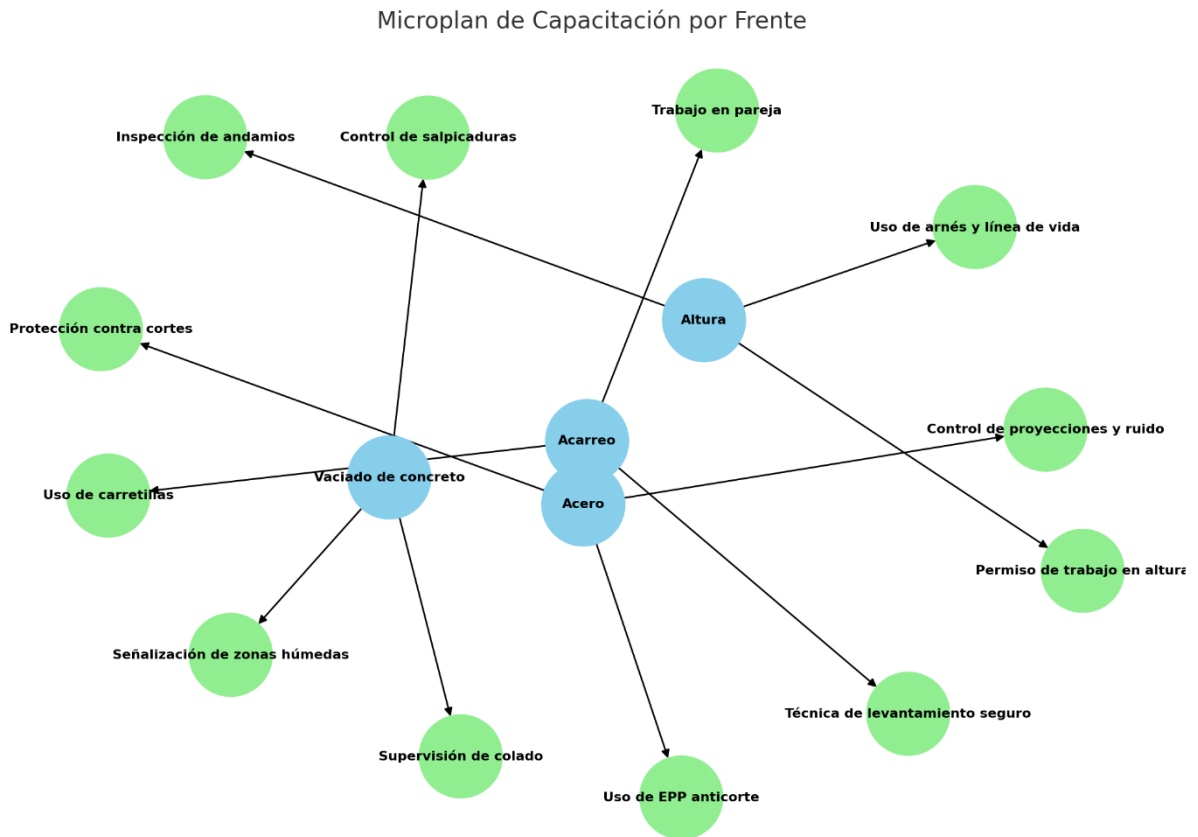 Microplan de Capacitación por Frente
Trabajo en pareja
Inspección de andamios
Control de salpicaduras
Uso de arnés y línea de vida
Altura
Protección contra cortes
Control de proyecciones y ruido
Acarreo
Vaciado de concreto
Uso de carretillas
Acero
Permiso de trabajo en altura
Señalización de zonas húmedas
Técnica de levantamiento seguro
Supervisión de colado
Uso de EPP anticorte